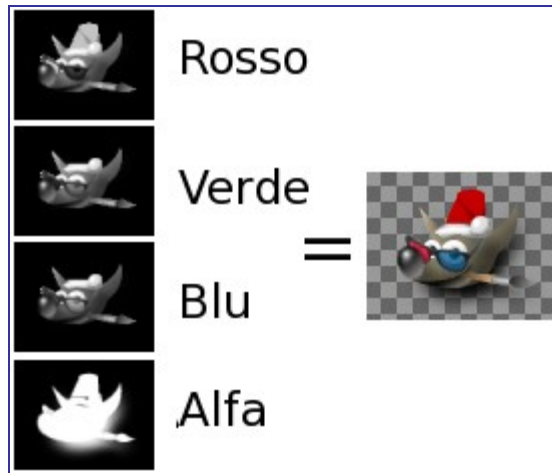 Rosso
Verde
=
Blu
,Alfa